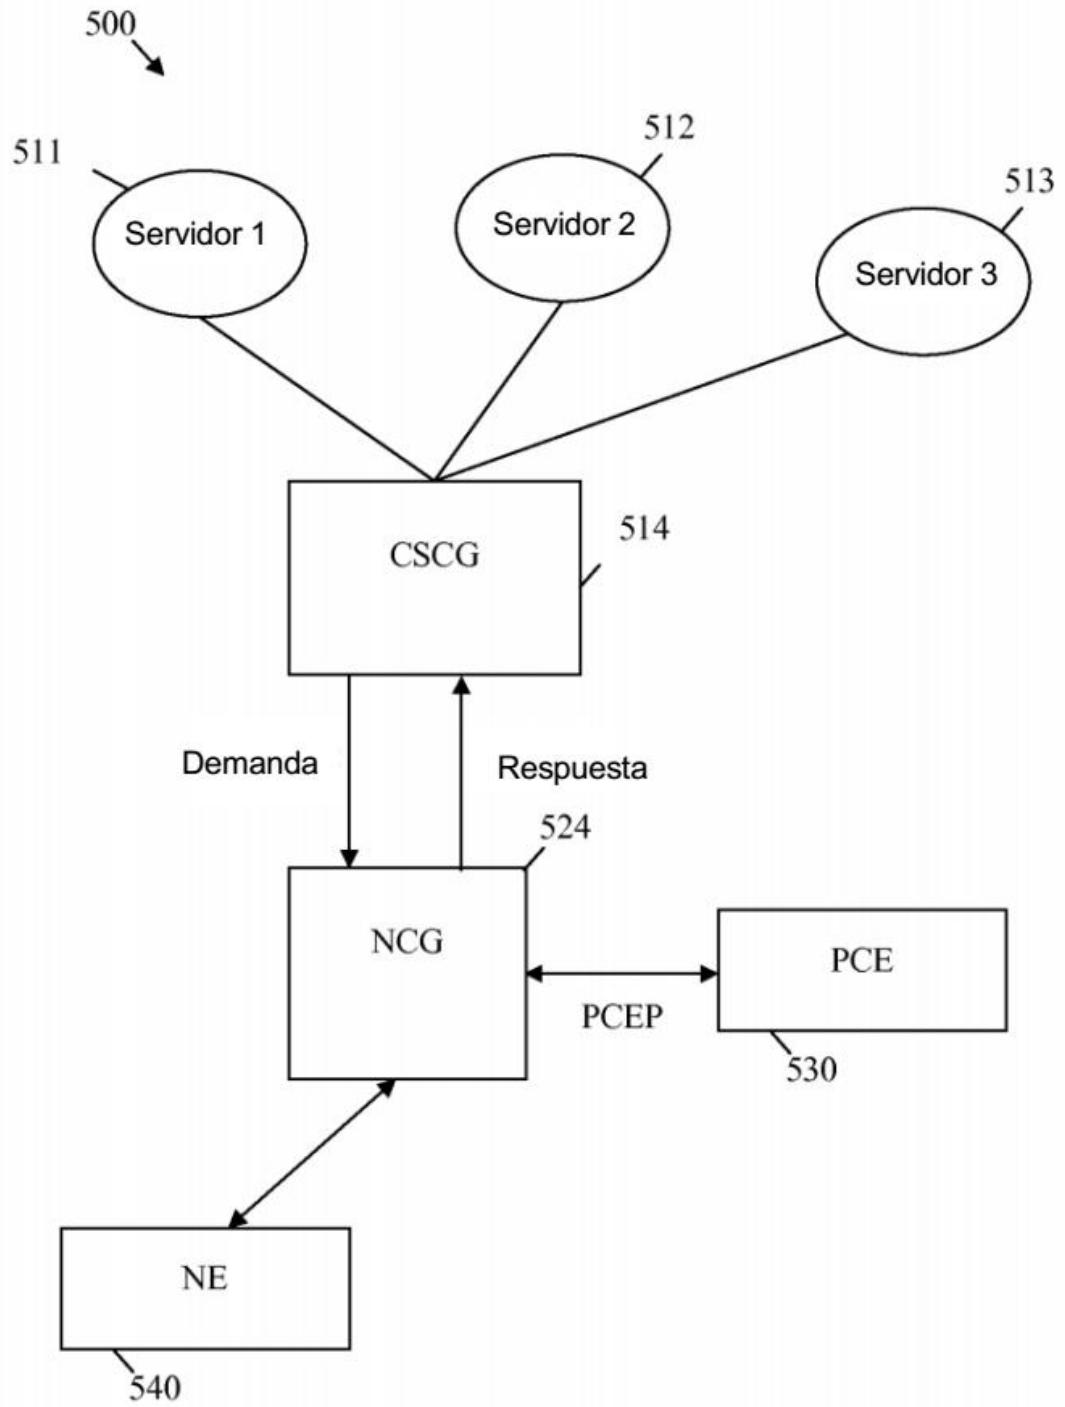 500
511
512
513
Servidor 1
Servidor 2
Servidor 3
CSCG
514
Demanda
Respuesta
524
NCG
PCE
PCEP
530
NE
540